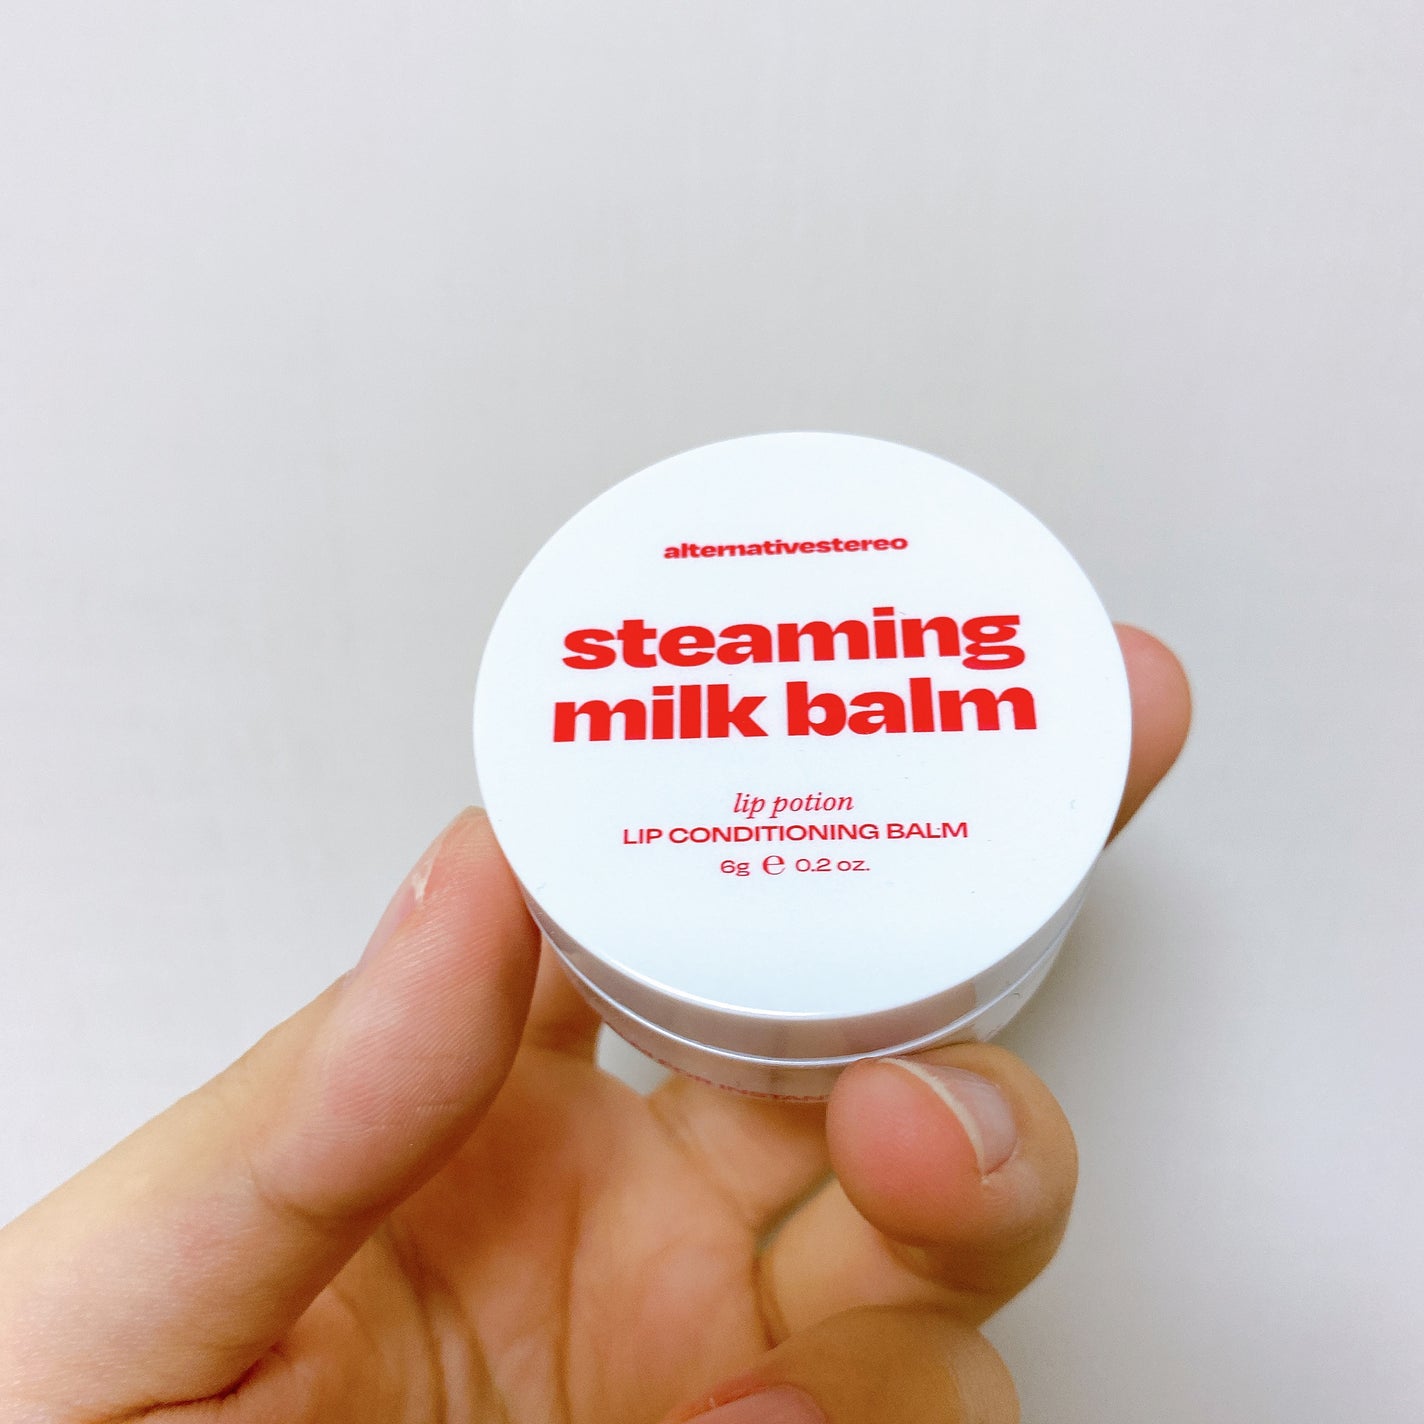 alternativestereo
steaming
milk balm
lip potion
LIP CONDITIONING BALM
6g ℮ 0.2 oz.